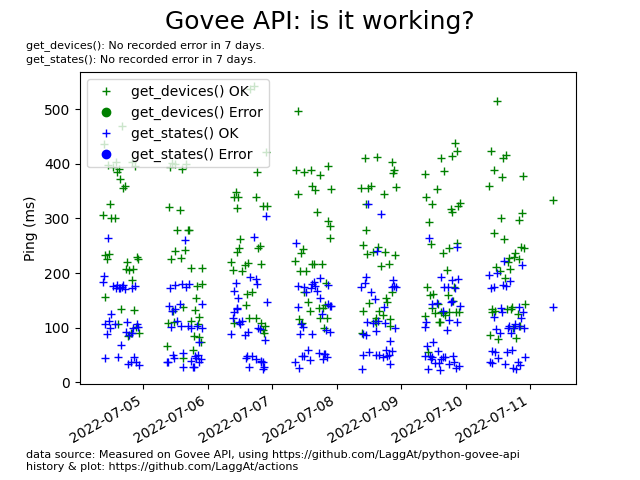 Govee API: is it working?
get_devices(): No recorded error in 7 days.
get_states(): No recorded error in 7 days.
get_devices() OK
get_devices() Error
get_states() OK
get_states() Error
Ping (ms)
500
400
300
200
100
0
2022-07-05
2022-07-06
2022-07-07
2022-07-08
2022-07-09
2022-07-10
2022-07-11
data source: Measured on Govee API, using https://github.com/LaggAt/python-govee-api
history & plot: https://github.com/LaggAt/actions